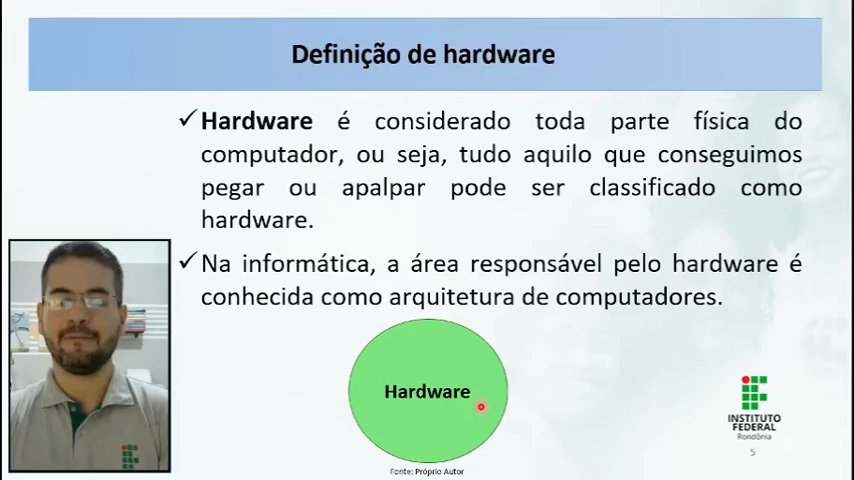 Definição de hardware
✓Hardware é considerado toda parte física do
computador, ou seja, tudo aquilo que conseguimos
pegar ou apalpar pode ser classificado como
hardware.
✓Na informática, a área responsável pelo hardware é
conhecida como arquitetura de computadores.
Hardware
Fonte: Próprio Autor
INSTITUTO
FEDERAL
Rondônia
5